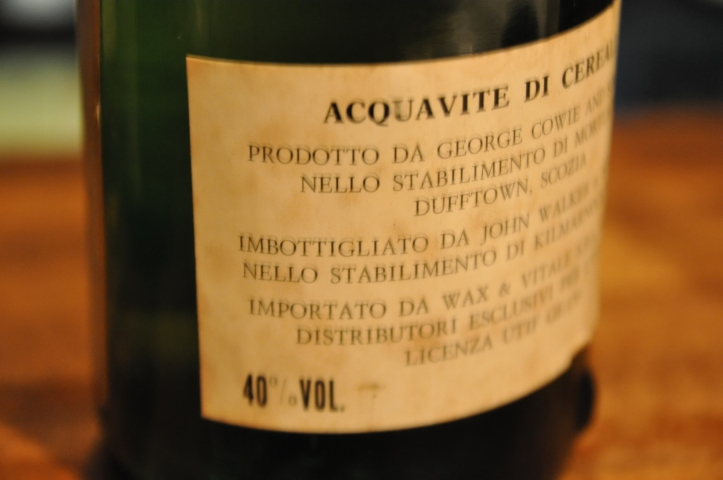 ACQUAVITE DI
PRODOTTO DA GEORGE COWIE
NELLO STABILIMENTO DI
DUFFTOWN, SCOZIA
IMBOTTIGLIATO DA JOHN WALKER
NELLO STABILIMENTO DI
IMPORTATO DA WAX & VITALE
DISTRIBUTORI ESCLUSIVI PER
LICENZA UTIF
40%VOL.